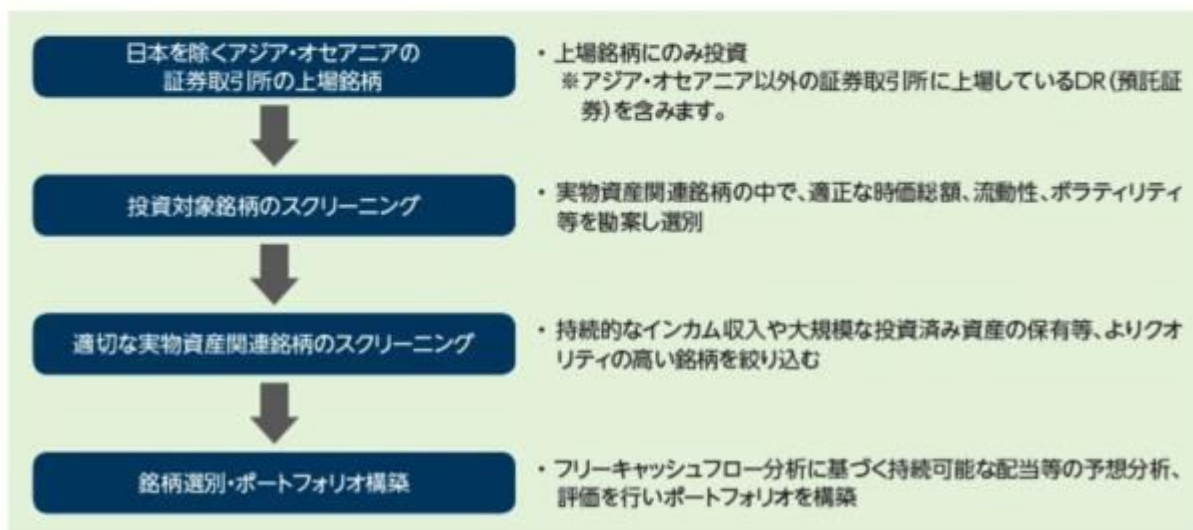 日本を除くアジア・オセアニアの
証券取引所の上場銘柄
・上場銘柄にのみ投資
※アジア・オセアニア以外の証券取引所に上場しているDR(預託証
券)を含みます。
投資対象銘柄のスクリーニング
・実物資産関連銘柄の中で、適正な時価総額、流動性、ボラティリティ
等を勘案し選別
適切な実物資産関連銘柄のスクリーニング
・持続的なインカム収入や大規模な投資済み資産の保有等、よりクオ
リティの高い銘柄を絞り込む
銘柄選別・ポートフォリオ構築
・フリーキャッシュフロー分析に基づく持続可能な配当等の予想分析、
評価を行いポートフォリオを構築